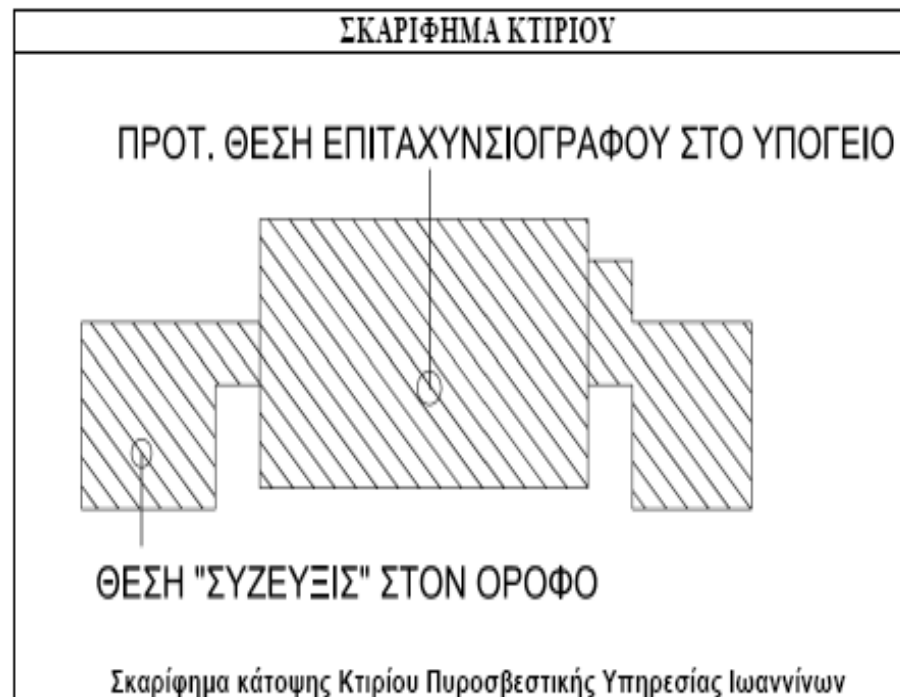 ΣΚΑΡΙΦΗΜΑ ΚΤΙΡΙΟΥ
ΠΡΟΤ. ΘΕΣΗ ΕΠΙΤΑΧΥΝΣΙΟΓΡΑΦΟΥ ΣΤΟ ΥΠΟΓΕΙΟ
ΘΕΣΗ "ΣΥΖΕΥΞΙΣ" ΣΤΟΝ ΟΡΟΦΟ
Σκαρίφημα κάτοψης Κτιρίου Πυροσβεστικής Υπηρεσίας Ιωαννίνων